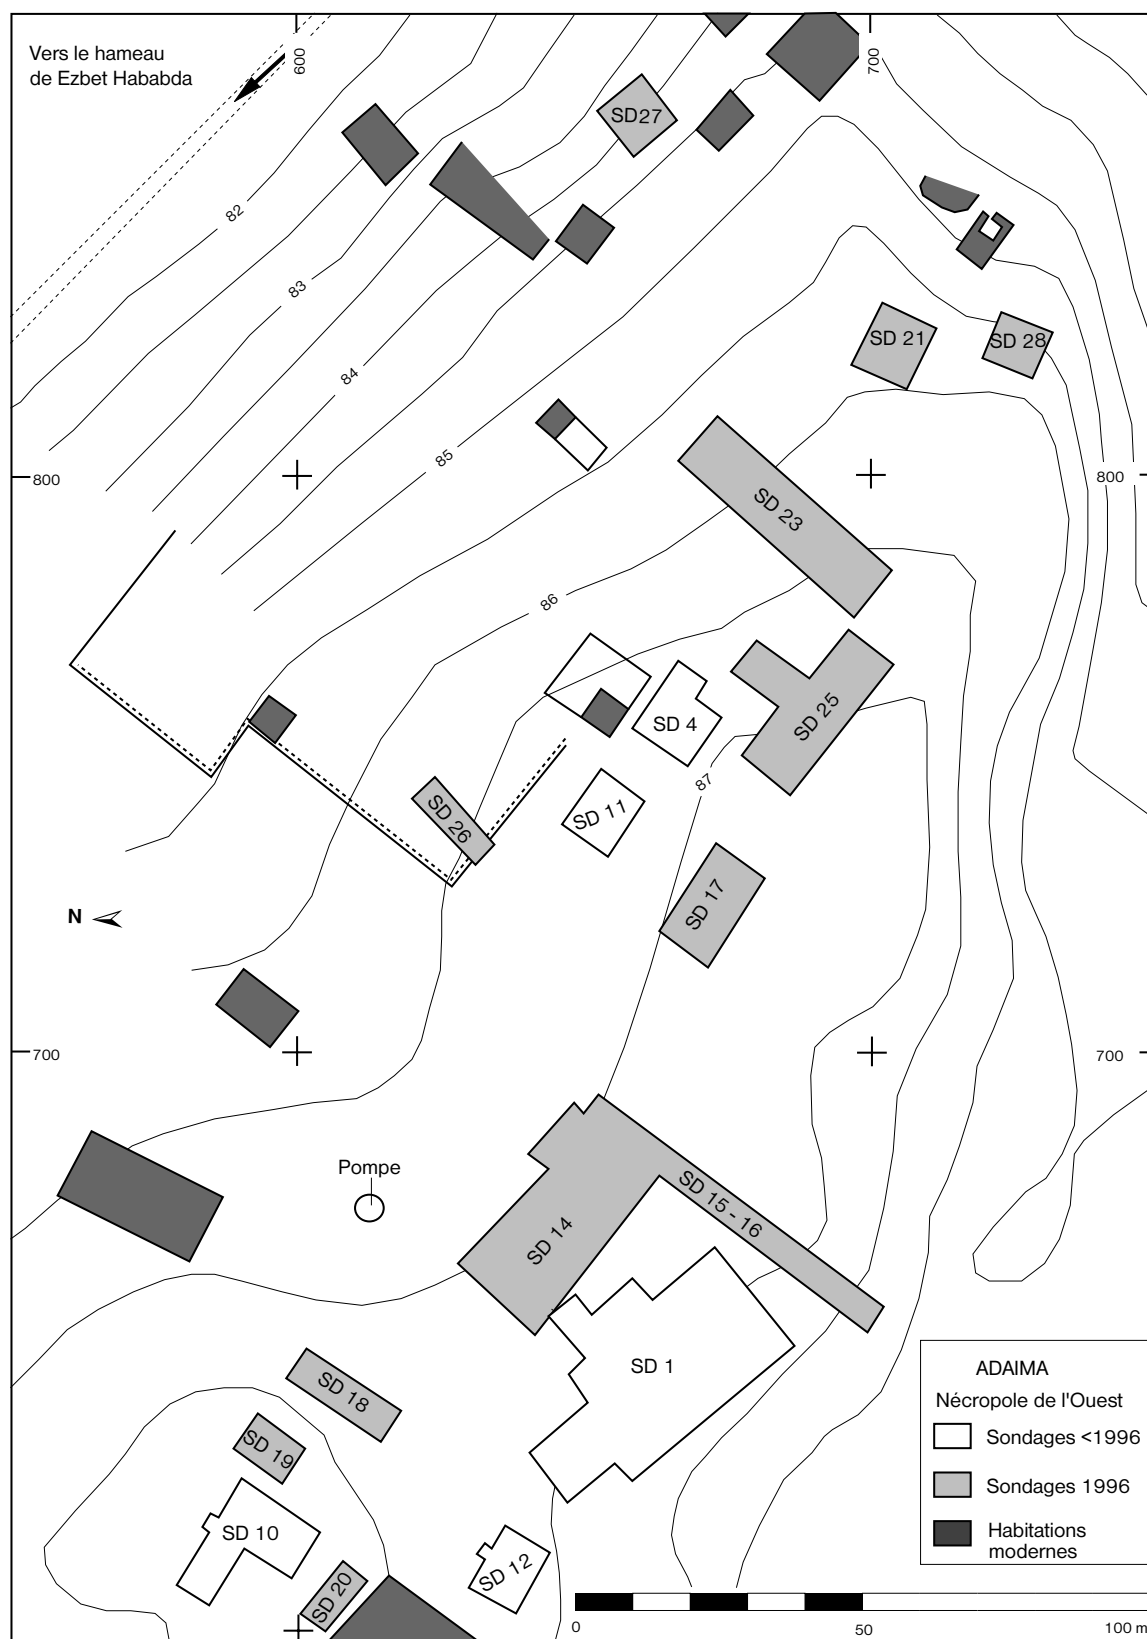 Vers le hameau
de Ezbet Hababda
600
700
SD27
82
83
84
85
86
87
SD 21
SD 28
800
800
SD 23
SD 25
SD 4
SD 11
SD 26
SD 17
N
700
700
Pompe
SD 15 - 16
SD 14
SD 1
SD 18
SD 19
SD 10
SD 12
SD 20
ADAIMA
Nécropole de l'Ouest
Sondages <1996
Sondages 1996
Habitations
modernes
0 50 100 m